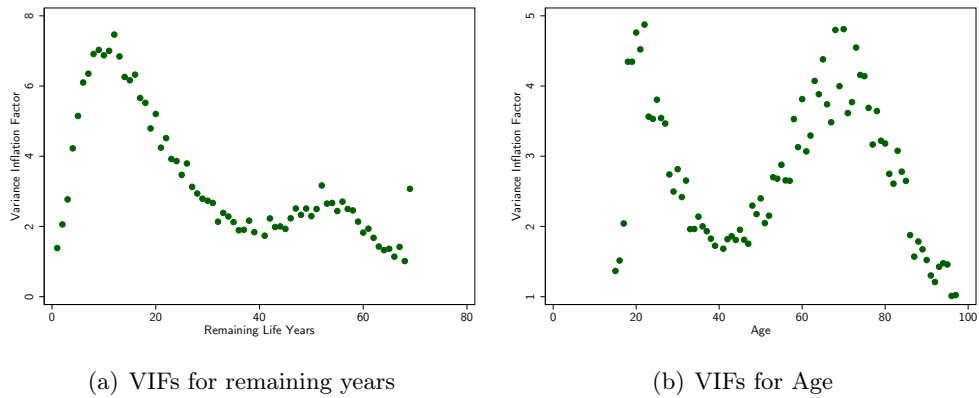 Variance Inflation Factor
8
6
4
2
0
0 20 40 60 80
Remaining Life Years
(a) VIFs for remaining years
Variance Inflation Factor
5
4
3
2
1
0 20 40 60 80 100
Age
(b) VIFs for Age